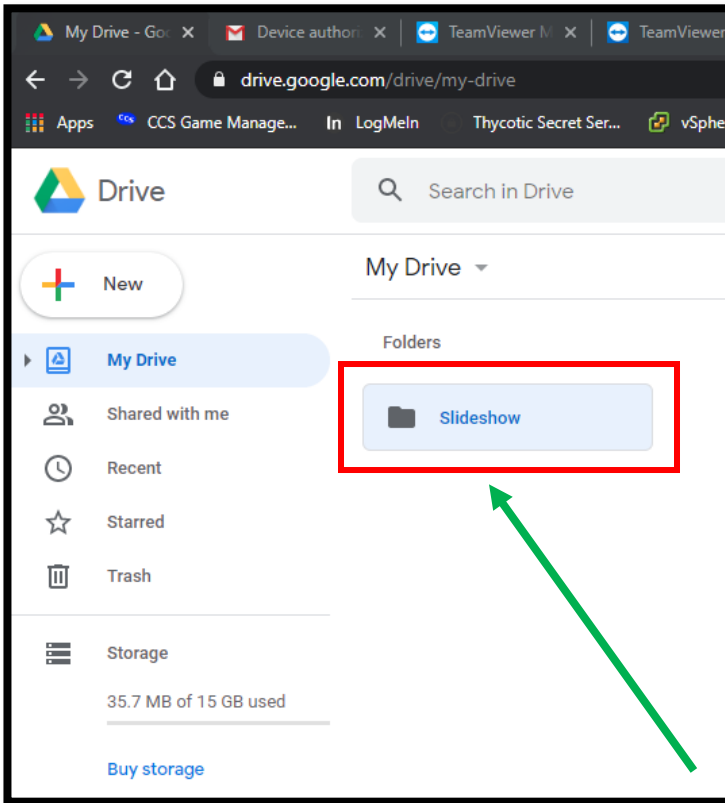 My Drive - Goo
Device authori
TeamViewer M
TeamViewer
drive.google.com/drive/my-drive
Apps
CCS
CCS Game Manage...
In LogMeIn
Thycotic Secret Ser...
vSphe
Drive
Search in Drive
New
My Drive
My Drive
Folders
Slideshow
Shared with me
Recent
Starred
Trash
Storage
35.7 MB of 15 GB used
Buy storage